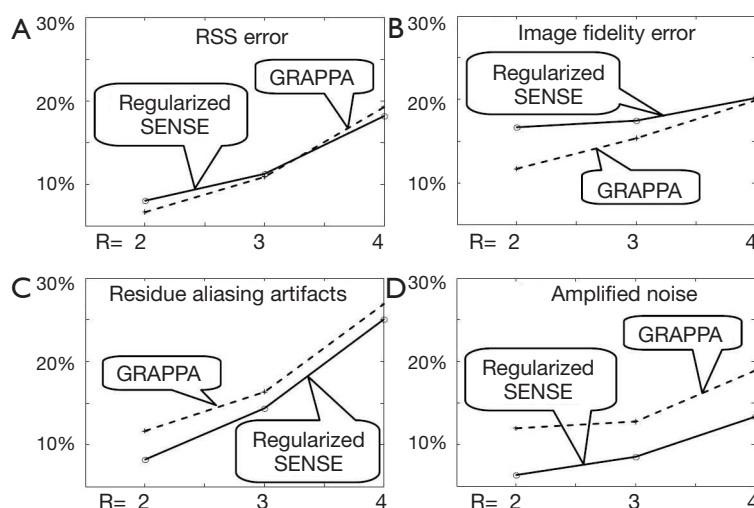 A
30%
20%
10%
RSS error
GRAPPA
Regularized
SENSE
R= 2 3 4
B
30%
20%
10%
Image fidelity error
Regularized
SENSE
GRAPPA
R= 2 3 4
C
30%
20%
10%
Residue aliasing artifacts
GRAPPA
Regularized
SENSE
R= 2 3 4
D
30%
20%
10%
Amplified noise
GRAPPA
Regularized
SENSE
R= 2 3 4